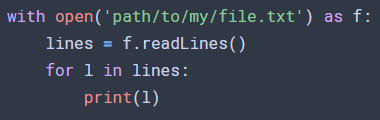 with open('path/to/my/file.txt') as f:
    lines = f.readLines()
    for l in lines:
        print(l)